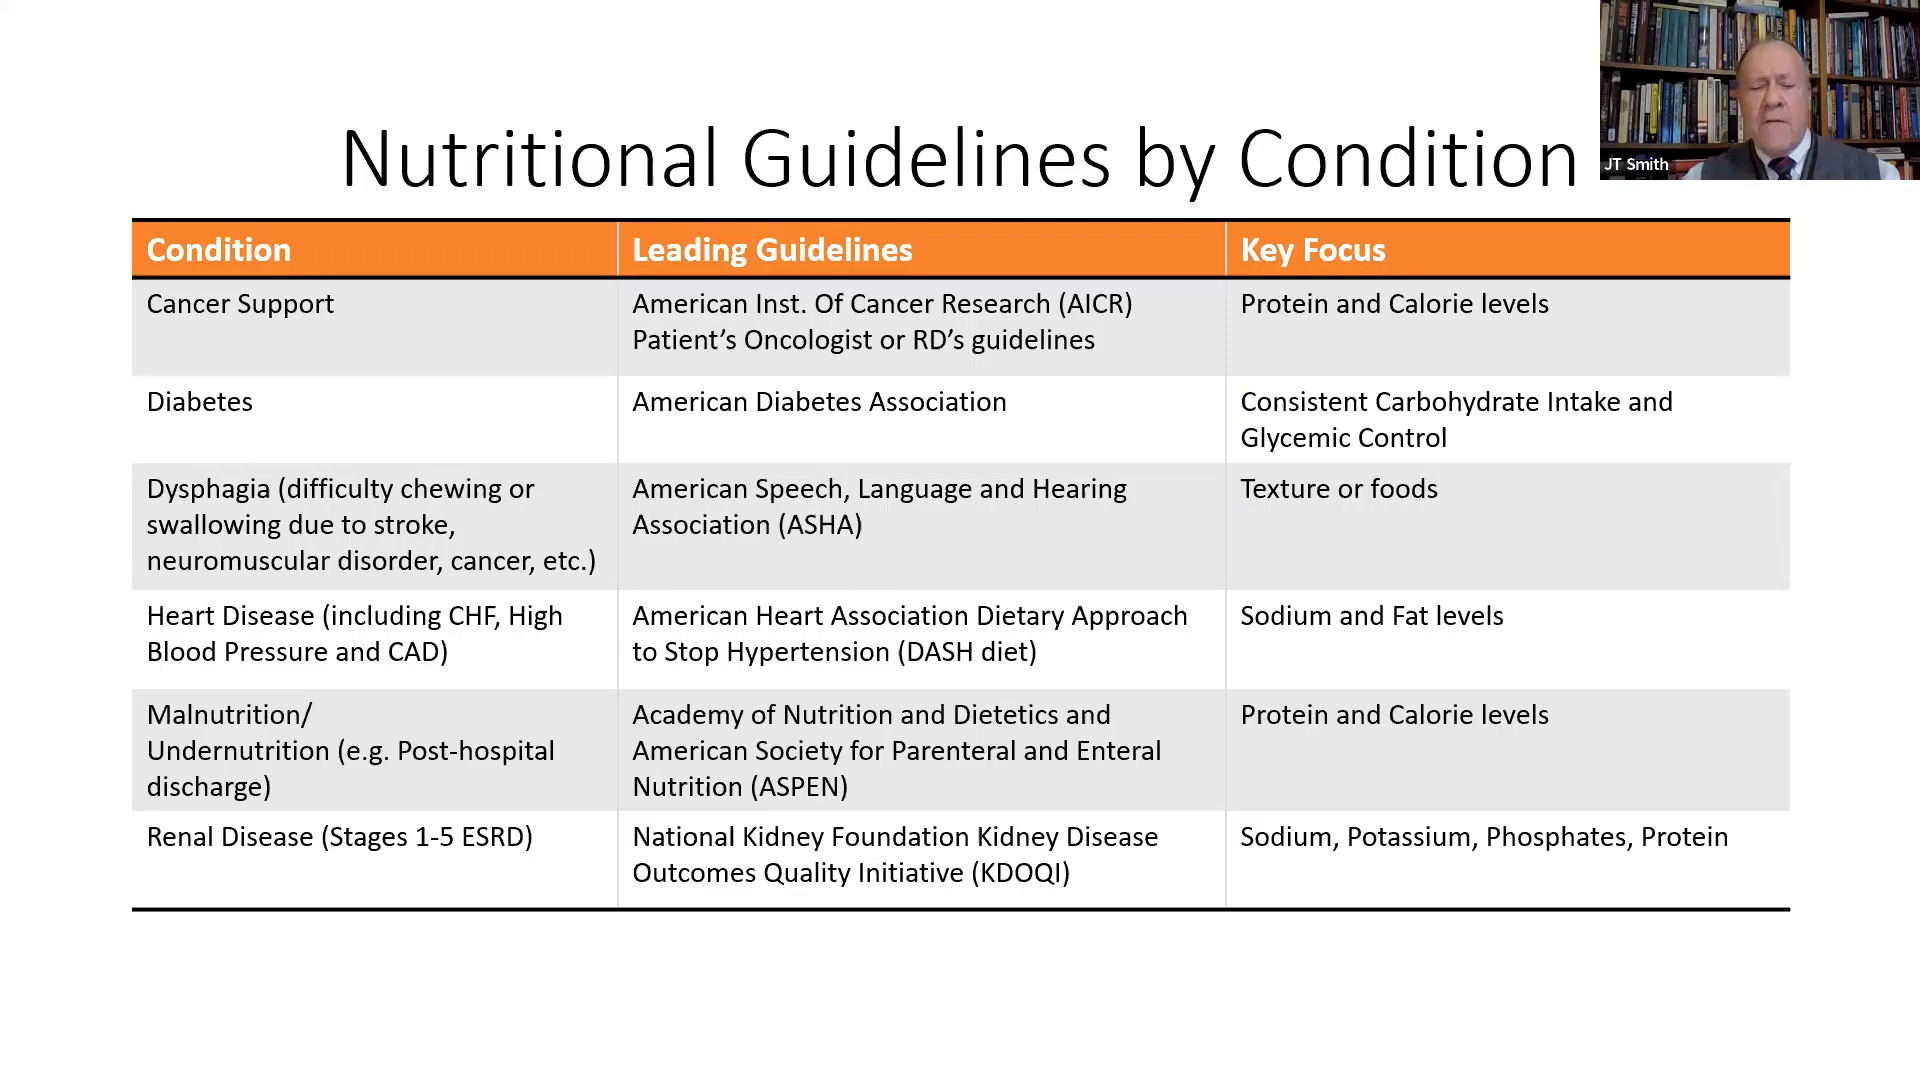 Nutritional Guidelines by Condition
JT Smith
Condition
Leading Guidelines
Key Focus
Cancer Support
American Inst. Of Cancer Research (AICR)
Patient’s Oncologist or RD’s guidelines
Protein and Calorie levels
Diabetes
American Diabetes Association
Consistent Carbohydrate Intake and
Glycemic Control
Dysphagia (difficulty chewing or
swallowing due to stroke,
neuromuscular disorder, cancer, etc.)
American Speech, Language and Hearing
Association (ASHA)
Texture or foods
Heart Disease (including CHF, High
Blood Pressure and CAD)
American Heart Association Dietary Approach
to Stop Hypertension (DASH diet)
Sodium and Fat levels
Malnutrition/
Undernutrition (e.g. Post-hospital
discharge)
Academy of Nutrition and Dietetics and
American Society for Parenteral and Enteral
Nutrition (ASPEN)
Protein and Calorie levels
Renal Disease (Stages 1-5 ESRD)
National Kidney Foundation Kidney Disease
Outcomes Quality Initiative (KDOQI)
Sodium, Potassium, Phosphates, Protein